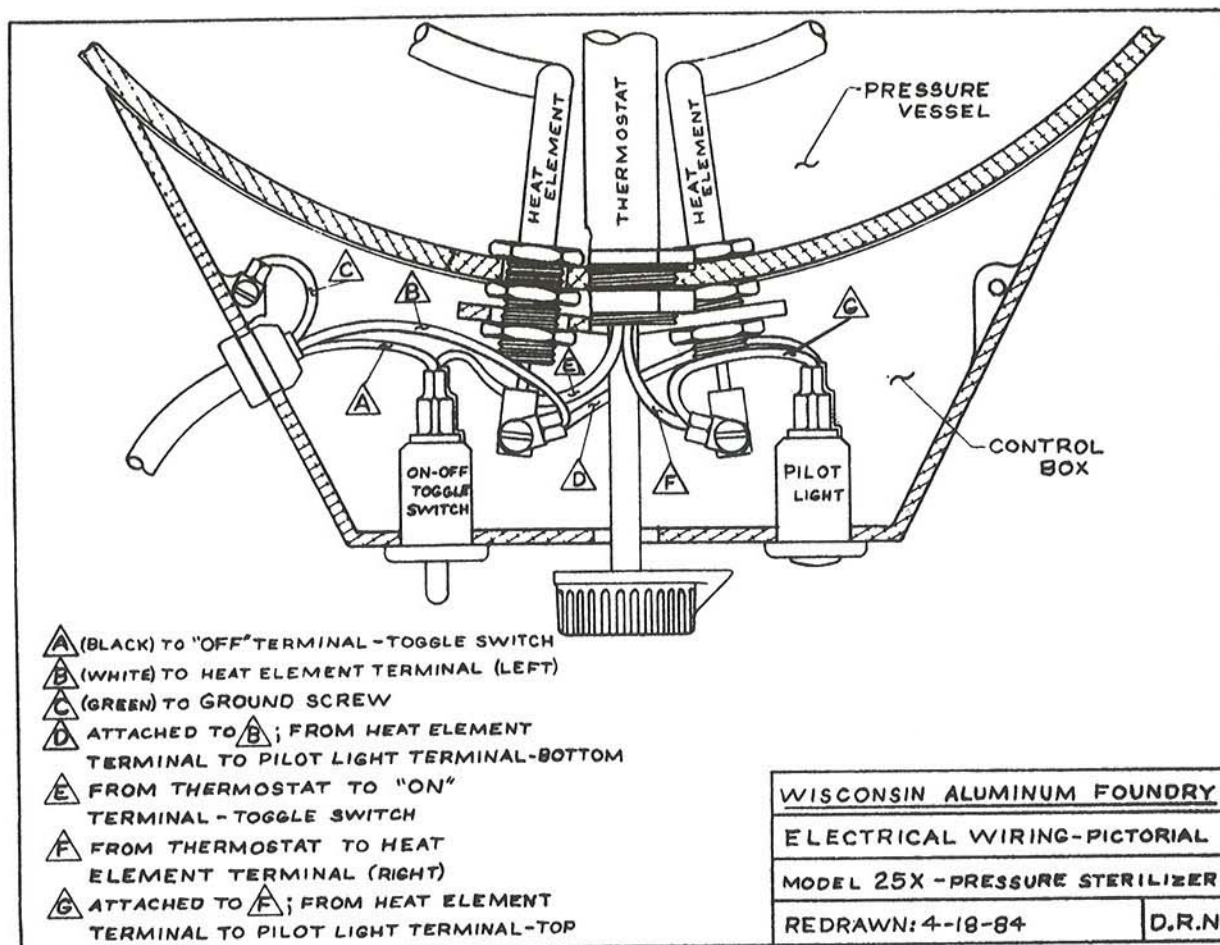 PRESSURE
VESSEL
HEAT
ELEMENT
THERMOSTAT
HEAT
ELEMENT
C
B
G
E
A
D
F
ON-OFF
TOGGLE
SWITCH
PILOT
LIGHT
CONTROL
BOX
A (BLACK) TO "OFF" TERMINAL-TOGGLE SWITCH
B (WHITE) TO HEAT ELEMENT TERMINAL (LEFT)
C (GREEN) TO GROUND SCREW
D ATTACHED TO B; FROM HEAT ELEMENT
TERMINAL TO PILOT LIGHT TERMINAL-BOTTOM
E FROM THERMOSTAT TO "ON"
TERMINAL-TOGGLE SWITCH
F FROM THERMOSTAT TO HEAT
ELEMENT TERMINAL (RIGHT)
G ATTACHED TO F; FROM HEAT ELEMENT
TERMINAL TO PILOT LIGHT TERMINAL-TOP
WISCONSIN ALUMINUM FOUNDRY
ELECTRICAL WIRING-PICTORIAL
MODEL 25X-PRESSURE STERILIZER
REDRAWN: 4-18-84 D.R.N